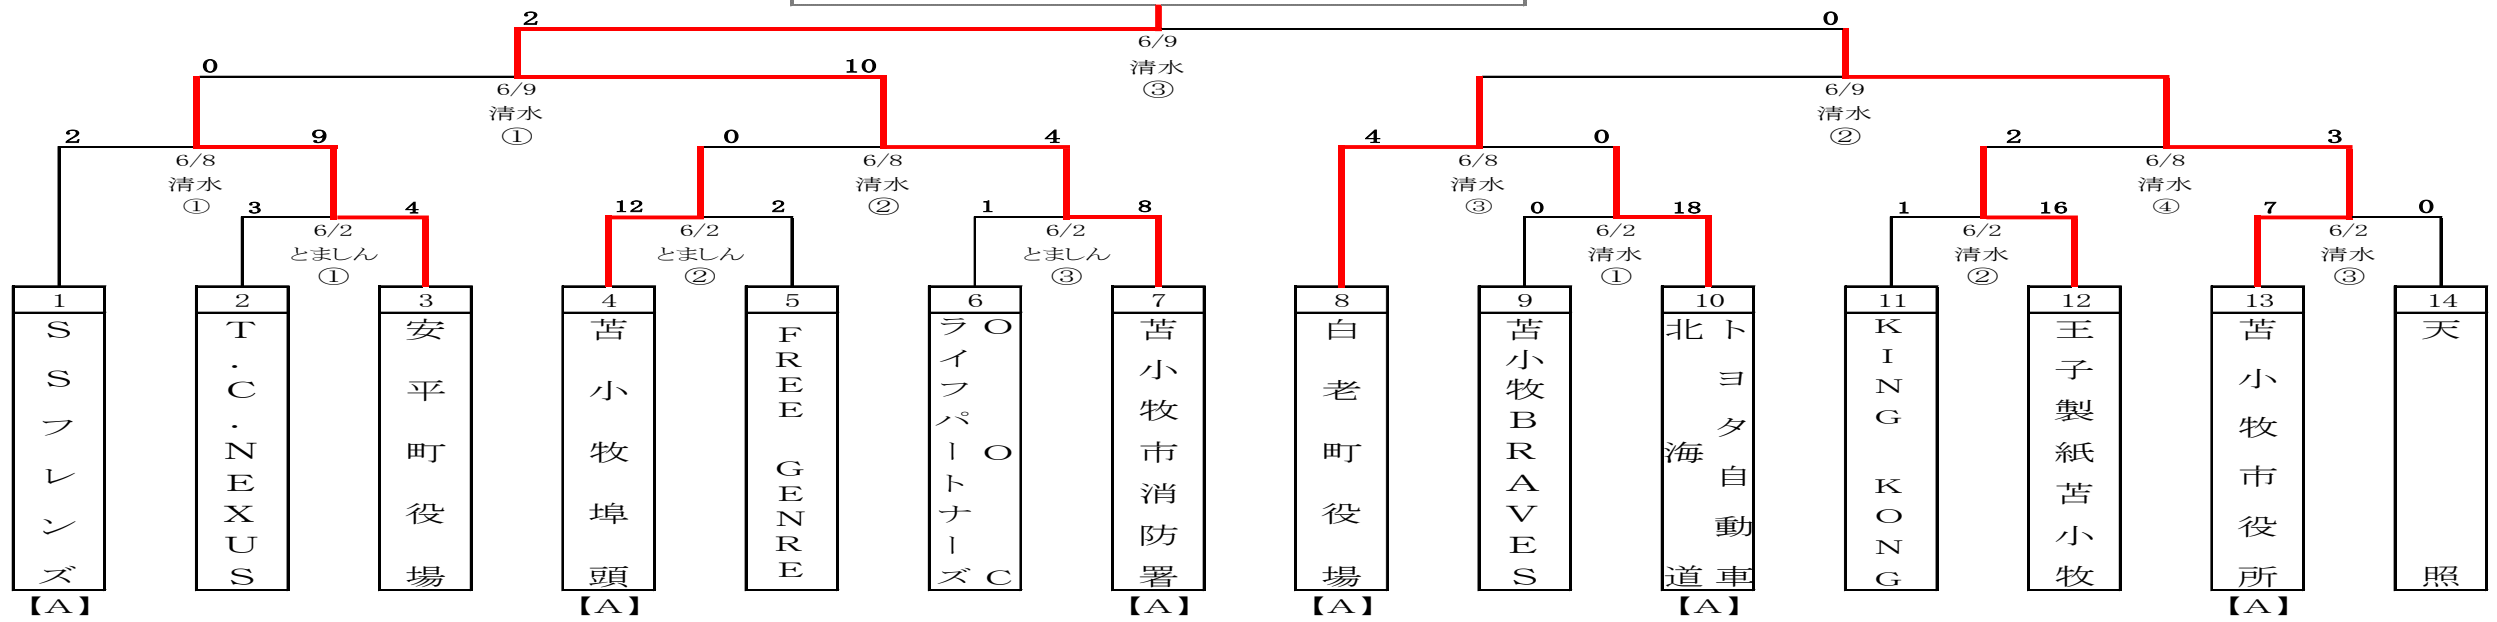 2 0
6/9
清水
③
0 10
6/9
清水
①
6/9
清水
②
2 9
6/8
清水
①
0 4
6/8
清水
②
4 0
6/8
清水
③
2 3
6/8
清水
④
3 4
6/2
とましん
①
12 2
6/2
とましん
②
1 8
6/2
とましん
③
0 18
6/2
清水
①
1 16
6/2
清水
②
7 0
6/2
清水
③
1
SSフレンズ
【A】
2
T.C.NEXUS
3
安平町役場
4
苫小牧埠頭
【A】
5
FREE GENRE
6
OOC
ライフパートナーズ
7
苫小牧市消防署
【A】
8
白老町役場
【A】
9
苫小牧BRAVES
10
トヨタ自動車
北海道
【A】
11
KING KONG
12
王子製紙苫小牧
13
苫小牧市役所
【A】
14
天照